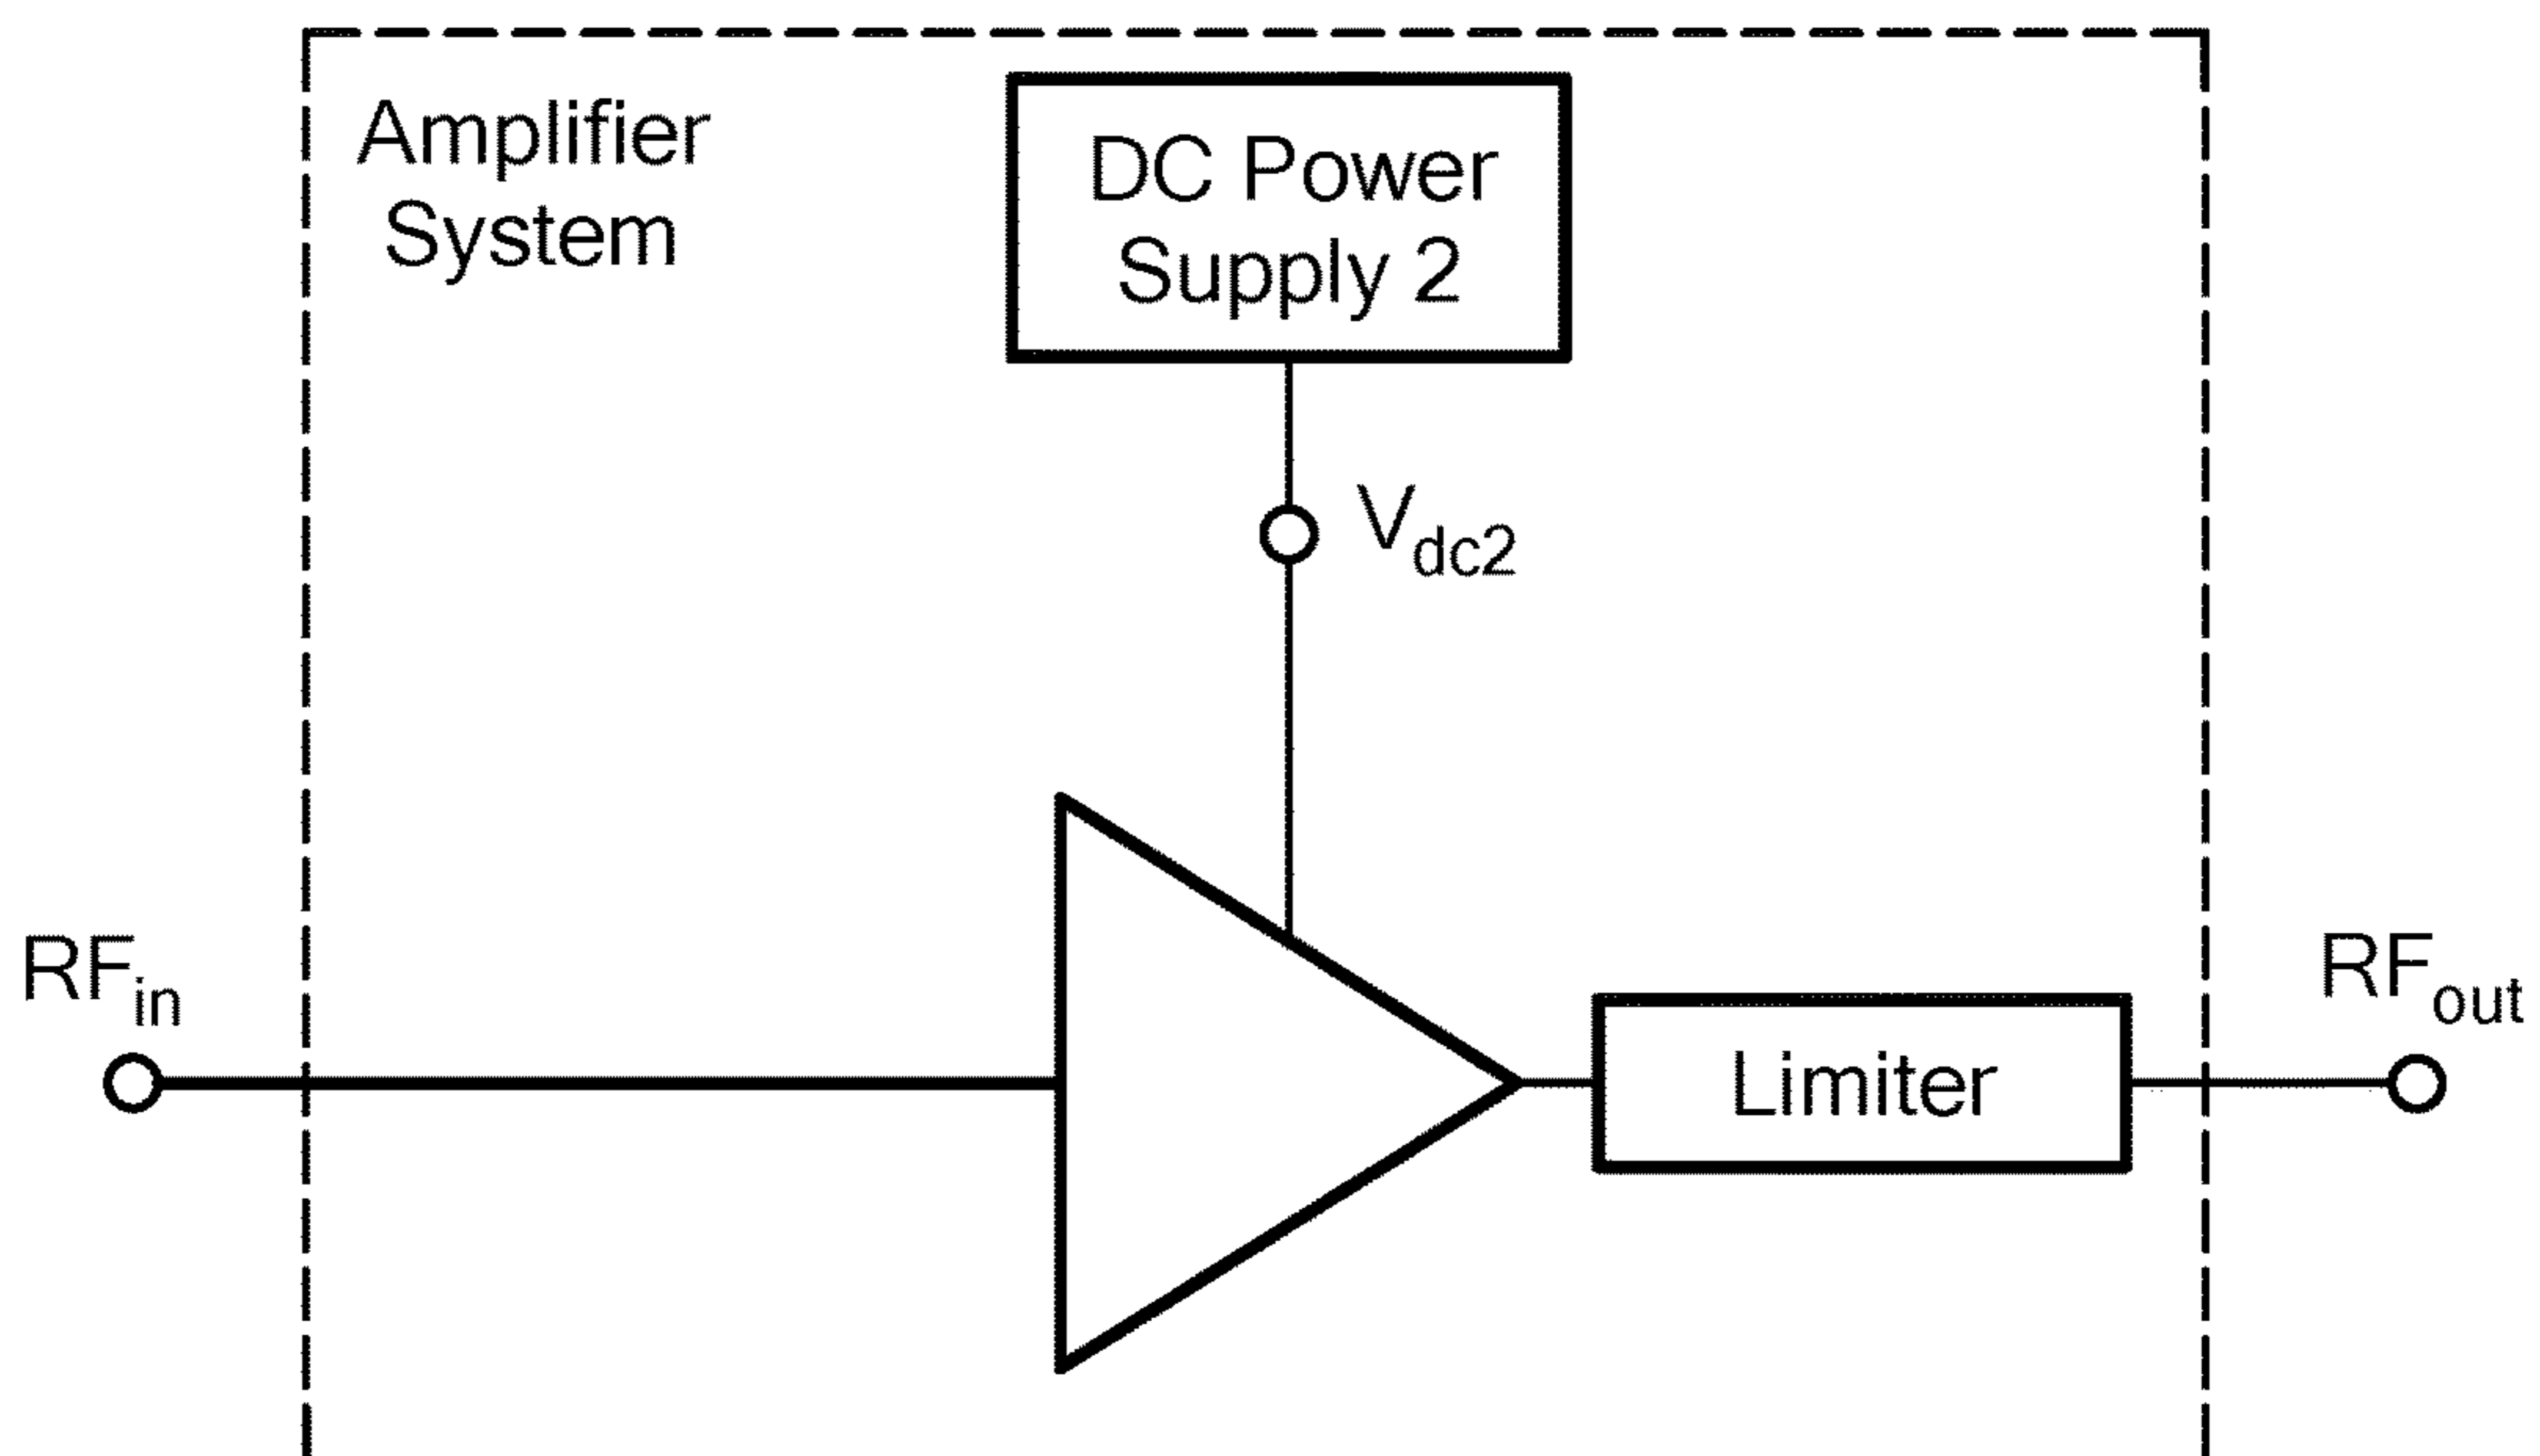 Amplifier
System
DC Power
Supply 2
Vdc2
RFin
RFout
Limiter